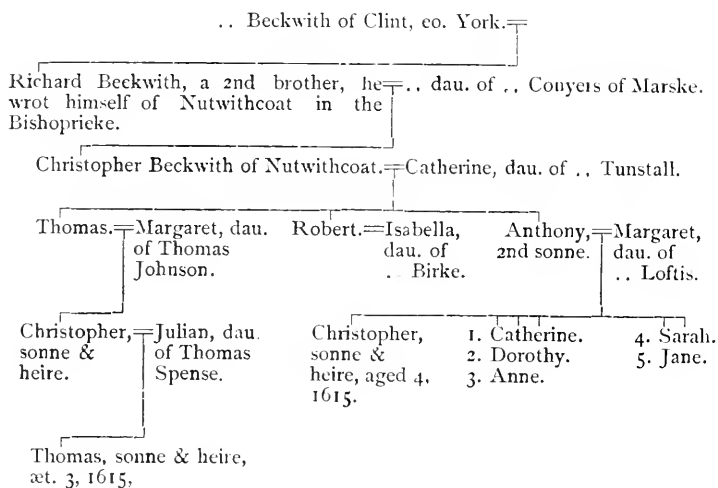 .. Beckwith of Clint, co. York.
Richard Beckwith, a 2nd brother, he
wrot himself of Nutwithcoat in the
Bishopricke.
.. dau. of .. Conyers of Marske.
Christopher Beckwith of Nutwithcoat.
Catherine, dau. of .. Tunstall.
Thomas.
Margaret, dau.
of Thomas
Johnson.
Robert.
Isabella,
dau. of
.. Birke.
Anthony,
2nd sonne.
Margaret,
dau. of
.. Loftis.
Christopher,
sonne &
heire.
Julian, dau.
of Thomas
Spense.
Christopher,
sonne &
heire, aged 4,
1615.
1. Catherine.
2. Dorothy.
3. Anne.
4. Sarah.
5. Jane.
Thomas, sonne & heire,
æt. 3, 1615,